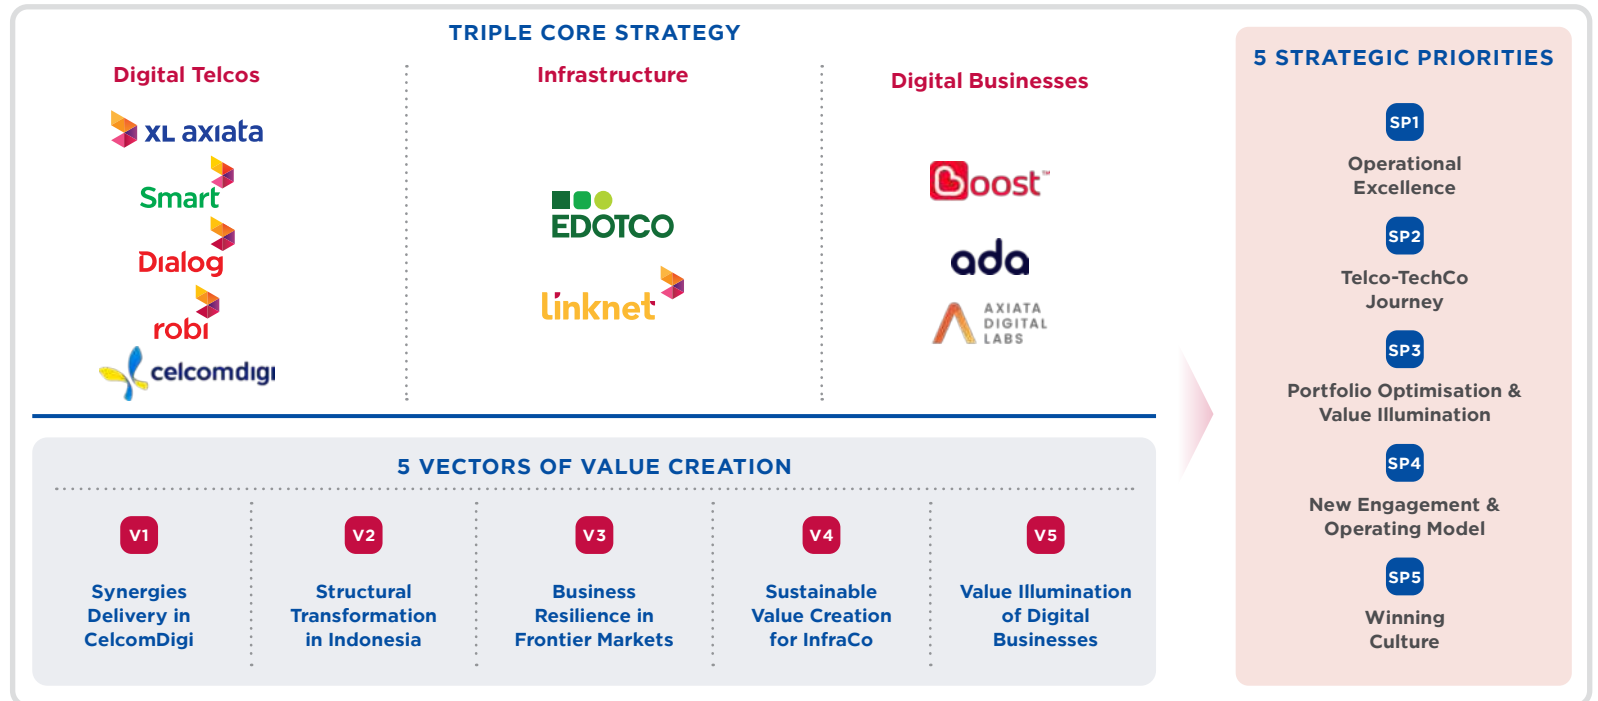 TRIPLE CORE STRATEGY
Digital Telcos
XL axiata
Smart
Dialog
robi
celcomdigi
Infrastructure
EDOTCO
linknet
Digital Businesses
Boost™
ada
AXIATA
DIGITAL
LABS
5 VECTORS OF VALUE CREATION
V1
Synergies
Delivery in
CelcomDigi
V2
Structural
Transformation
in Indonesia
V3
Business
Resilience in
Frontier Markets
V4
Sustainable
Value Creation
for InfraCo
V5
Value Illumination
of Digital
Businesses
5 STRATEGIC PRIORITIES
SP1
Operational
Excellence
SP2
Telco-TechCo
Journey
SP3
Portfolio Optimisation &
Value Illumination
SP4
New Engagement &
Operating Model
SP5
Winning
Culture